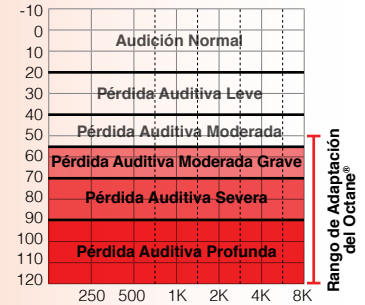 -10
0
10
Audición Normal
20
30
Pérdida Auditiva Leve
40
50
Pérdida Auditiva Moderada
60
Pérdida Auditiva Moderada Grave
70
80
Pérdida Auditiva Severa
90
100
110
Pérdida Auditiva Profunda
120
250 500 1K 2K 4K 8K
Rango de Adaptación
del Octane®